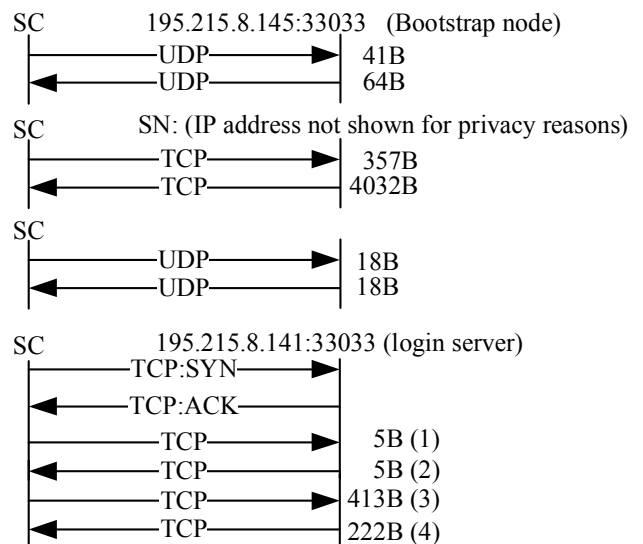 SC 195.215.8.145:33033 (Bootstrap node)
UDP 41B
UDP 64B
SC SN: (IP address not shown for privacy reasons)
TCP 357B
TCP 4032B
SC
UDP 18B
UDP 18B
SC 195.215.8.141:33033 (login server)
TCP:SYN
TCP:ACK
TCP 5B (1)
TCP 5B (2)
TCP 413B (3)
TCP 222B (4)